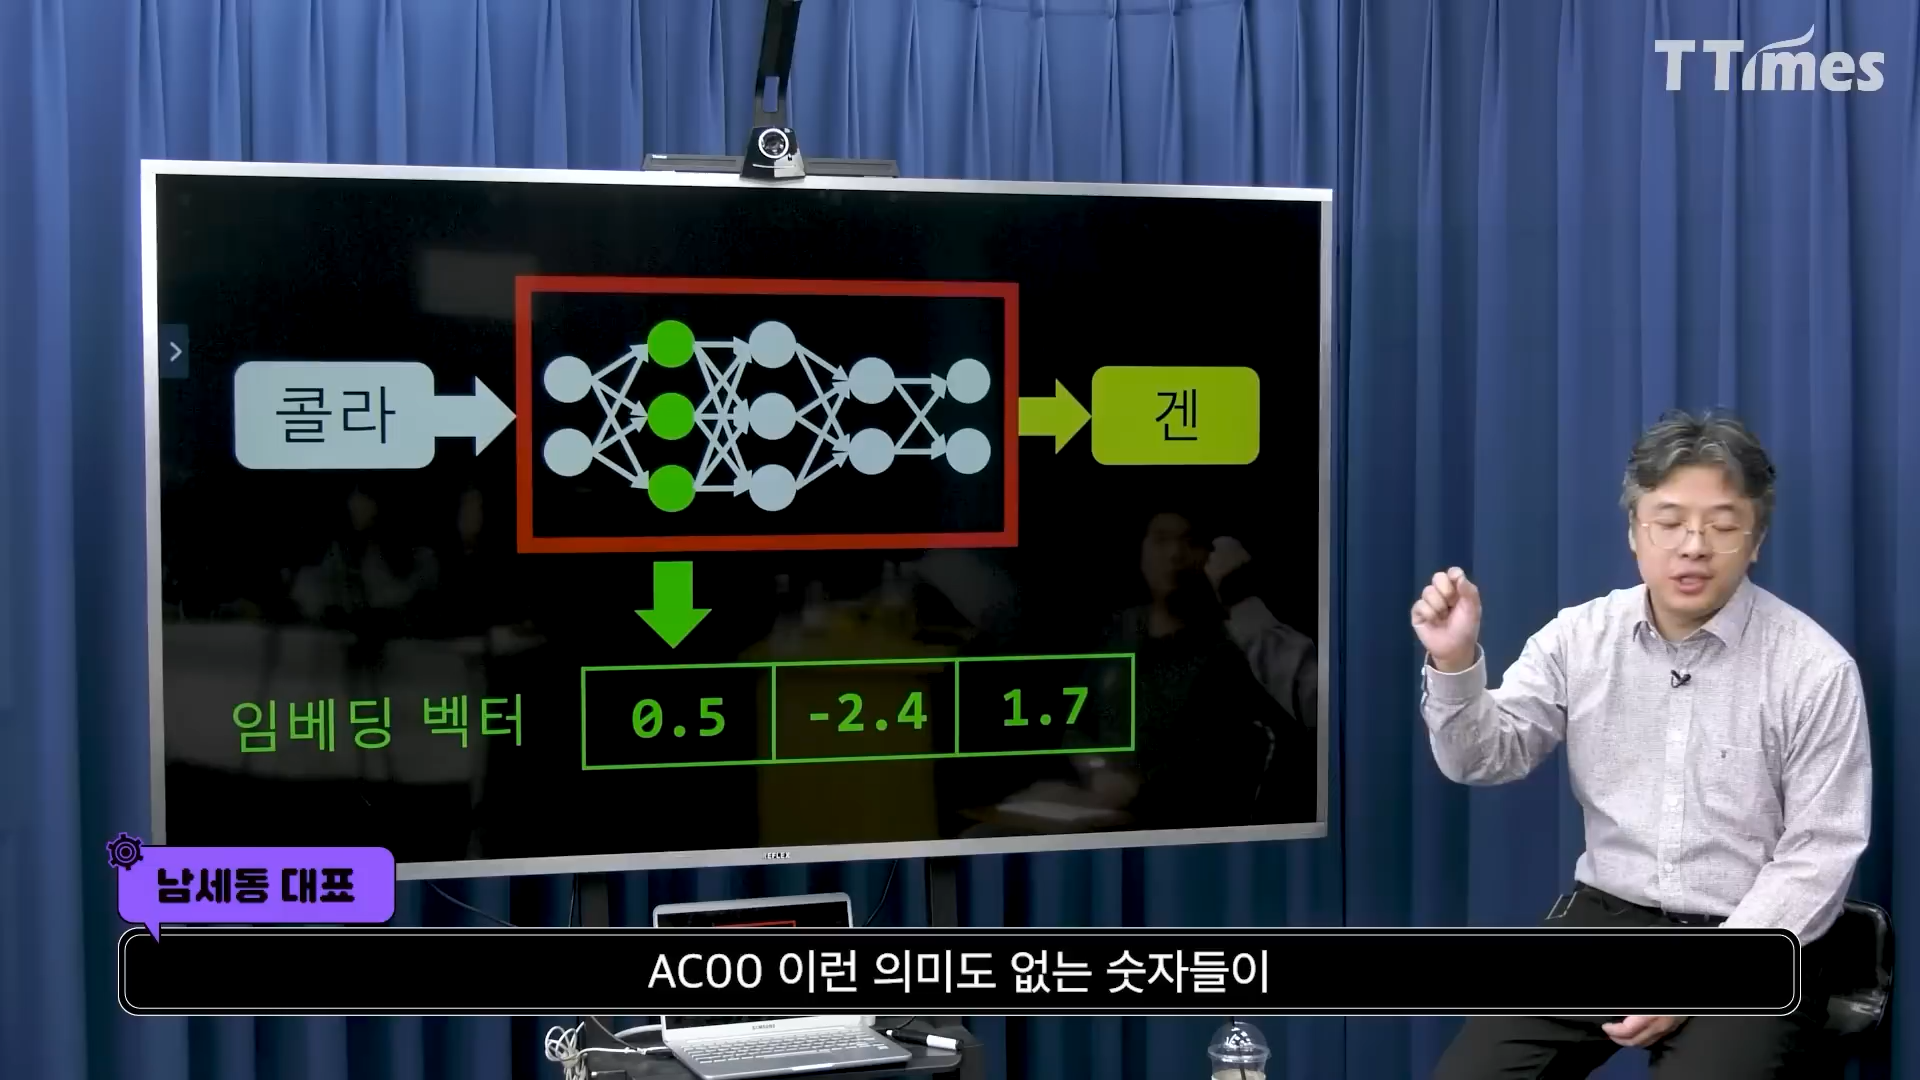 TTimes
콜라
겐
임베딩 벡터
0.5 -2.4 1.7
남세동 대표
AC00 이런 의미도 없는 숫자들이